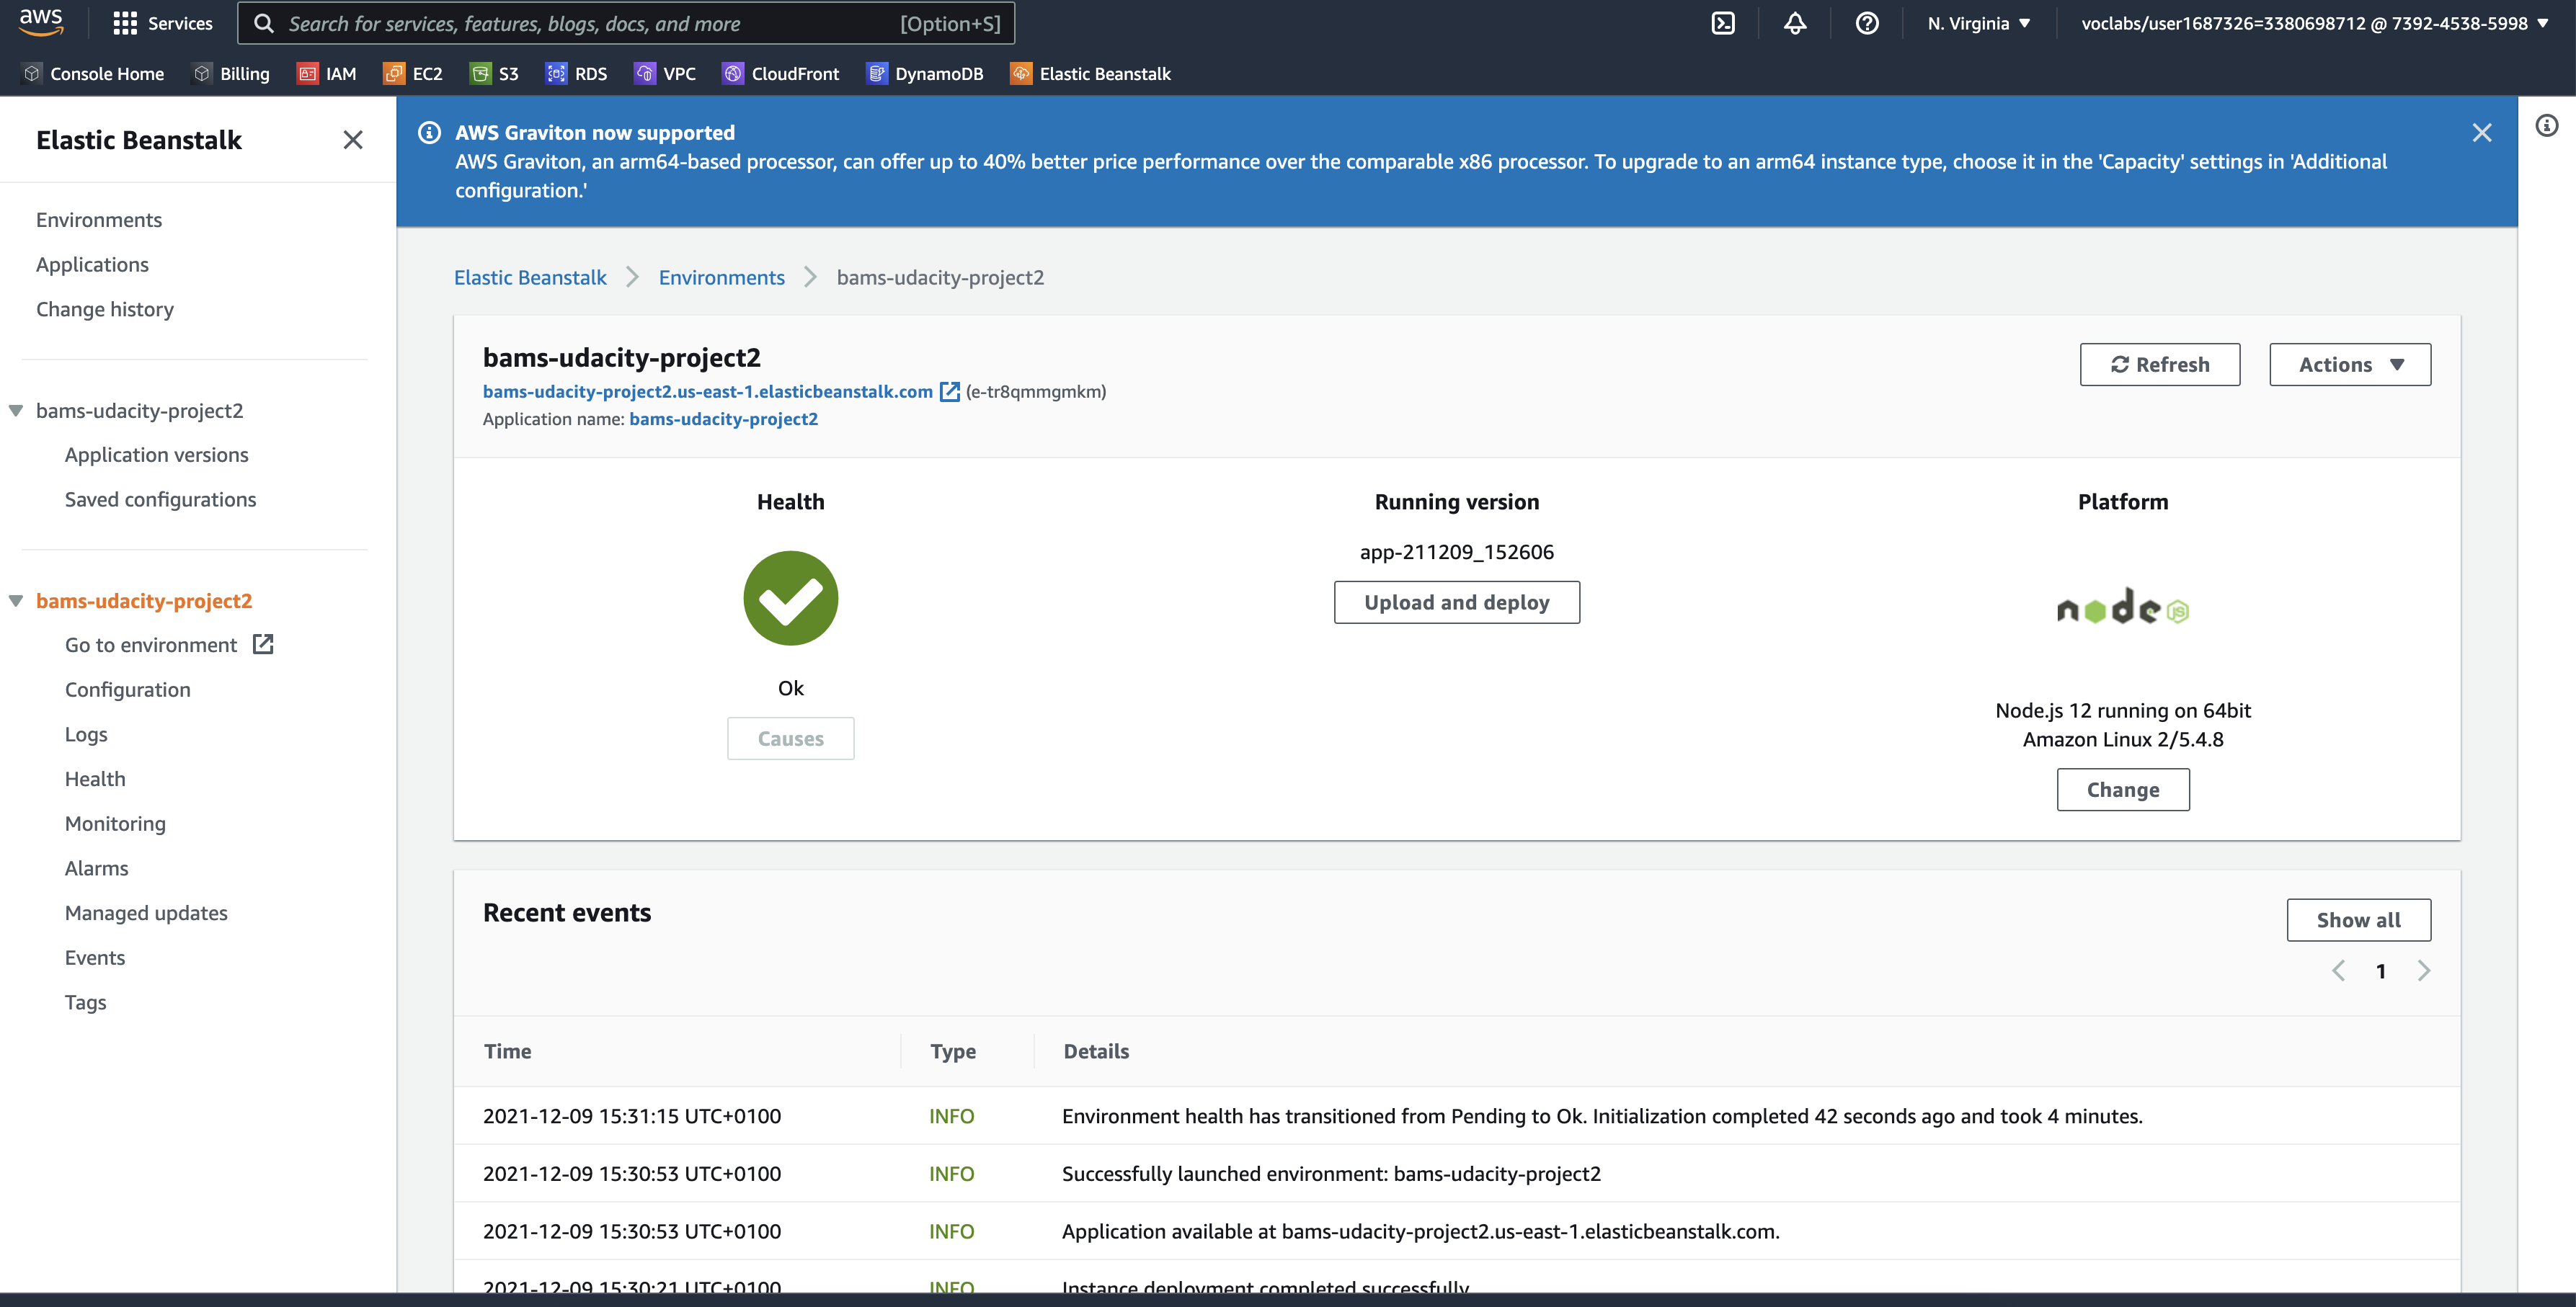 aws
Services
Search for services, features, blogs, docs, and more
[Option+S]
N. Virginia
voclabs/user1687326=3380698712 @ 7392-4538-5998
Console Home
Billing
IAM
EC2
S3
RDS
VPC
CloudFront
DynamoDB
Elastic Beanstalk
Elastic Beanstalk
Environments
Applications
Change history
bams-udacity-project2
Application versions
Saved configurations
bams-udacity-project2
Go to environment
Configuration
Logs
Health
Monitoring
Alarms
Managed updates
Events
Tags
AWS Graviton now supported
AWS Graviton, an arm64-based processor, can offer up to 40% better price performance over the comparable x86 processor. To upgrade to an arm64 instance type, choose it in the 'Capacity' settings in 'Additional
configuration.'
Elastic Beanstalk
Environments
bams-udacity-project2
bams-udacity-project2
bams-udacity-project2.us-east-1.elasticbeanstalk.com (e-tr8qmmgmkm)
Application name: bams-udacity-project2
Refresh
Actions
Health
Ok
Causes
Running version
app-211209_152606
Upload and deploy
Platform
node JS
Node.js 12 running on 64bit
Amazon Linux 2/5.4.8
Change
Recent events
Show all
1
Time Type Details
2021-12-09 15:31:15 UTC+0100 INFO Environment health has transitioned from Pending to Ok. Initialization completed 42 seconds ago and took 4 minutes.
2021-12-09 15:30:53 UTC+0100 INFO Successfully launched environment: bams-udacity-project2
2021-12-09 15:30:53 UTC+0100 INFO Application available at bams-udacity-project2.us-east-1.elasticbeanstalk.com.
2021-12-09 15:30:21 UTC+0100 INFO Instance deployment completed successfully.